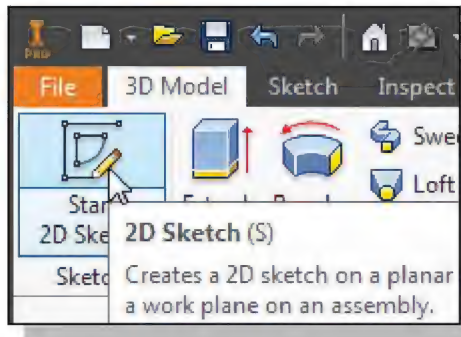 PRO
File 3D Model Sketch Inspect
Swe
Loft
Star
2D Ske
Sketc
2D Sketch (S)
Creates a 2D sketch on a planar
a work plane on an assembly.